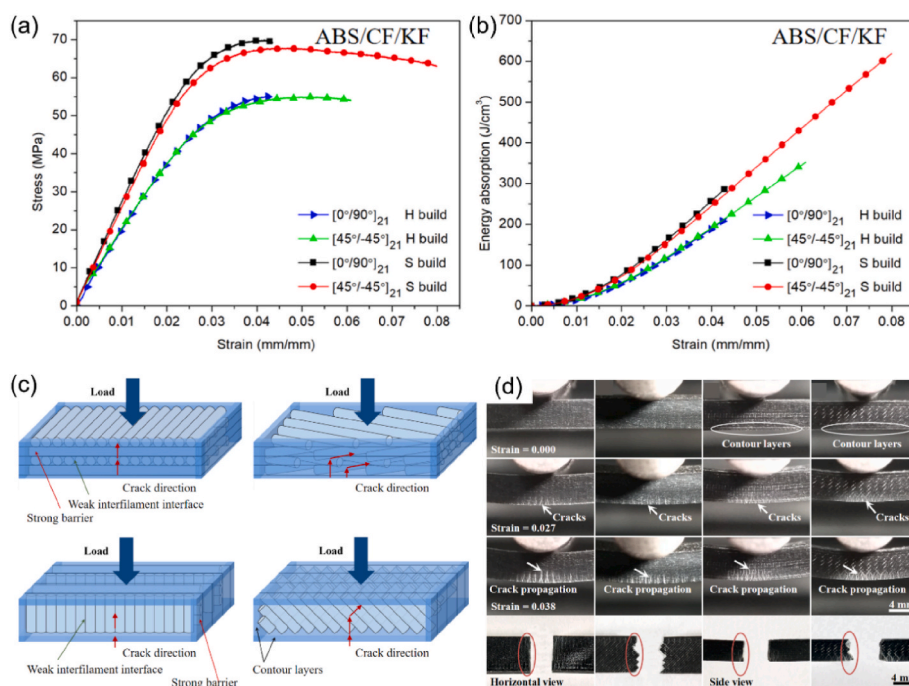 (a)
ABS/CF/KF
80
70
60
50
40
30
20
10
0
Stress (MPa)
[0°/90°]21 H build
[45°/-45°]21 H build
[0°/90°]21 S build
[45°/-45°]21 S build
0.00 0.01 0.02 0.03 0.04 0.05 0.06 0.07 0.08
Strain (mm/mm)
(b)
ABS/CF/KF
700
600
500
400
300
200
100
0
Energy absorption (J/cm³)
[0°/90°]21 H build
[45°/-45°]21 H build
[0°/90°]21 S build
[45°/-45°]21 S build
0.00 0.01 0.02 0.03 0.04 0.05 0.06 0.07 0.08
Strain (mm/mm)
(c)
Load
Crack direction
Weak interfilament interface
Strong barrier
Load
Crack direction
Load
Crack direction
Weak interfilament interface
Strong barrier
Load
Crack direction
Contour layers
(d)
Strain = 0.000
Contour layers
Contour layers
Strain = 0.027
Cracks
Cracks
Cracks
Cracks
Crack propagation
Crack propagation
Crack propagation
Crack propagation
Strain = 0.038
4 mm
Horizontal view
Side view
4 mm